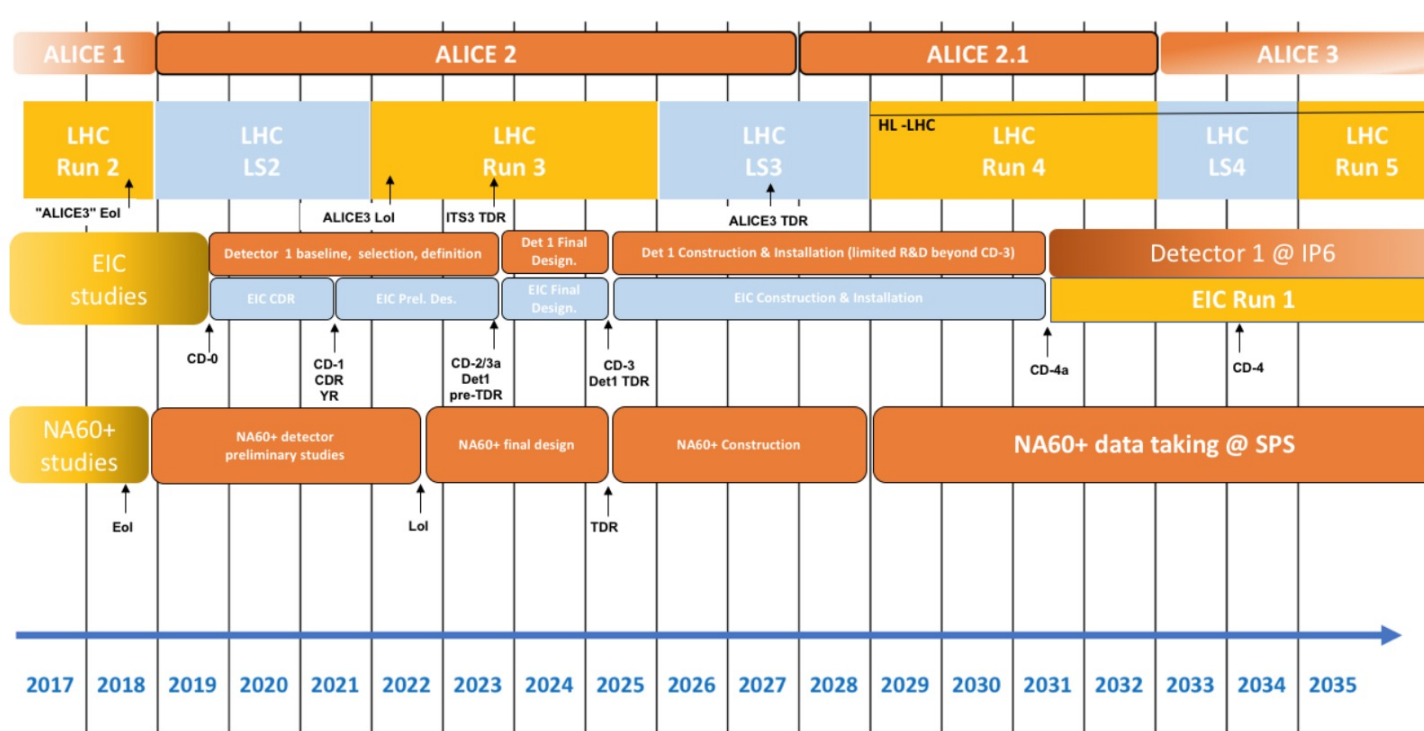 ALICE 1
ALICE 2
ALICE 2.1
ALICE 3
LHC
Run 2
LHC
LS2
LHC
Run 3
LHC
LS3
HL -LHC
LHC
Run 4
LHC
LS4
LHC
Run 5
"ALICE3" EoI
ALICE3 LoI
ITS3 TDR
ALICE3 TDR
EIC
studies
Detector 1 baseline, selection, definition
Det 1 Final
Design.
Det 1 Construction & Installation (limited R&D beyond CD-3)
Detector 1 @ IP6
EIC CDR
EIC Prel. Des.
EIC Final
Design.
EIC Construction & Installation
EIC Run 1
CD-0
CD-1
CDR
YR
CD-2/3a
Det1
pre-TDR
CD-3
Det1 TDR
CD-4a
CD-4
NA60+
studies
NA60+ detector
preliminary studies
NA60+ final design
NA60+ Construction
NA60+ data taking @ SPS
EoI
LoI
TDR
2017 2018 2019 2020 2021 2022 2023 2024 2025 2026 2027 2028 2029 2030 2031 2032 2033 2034 2035